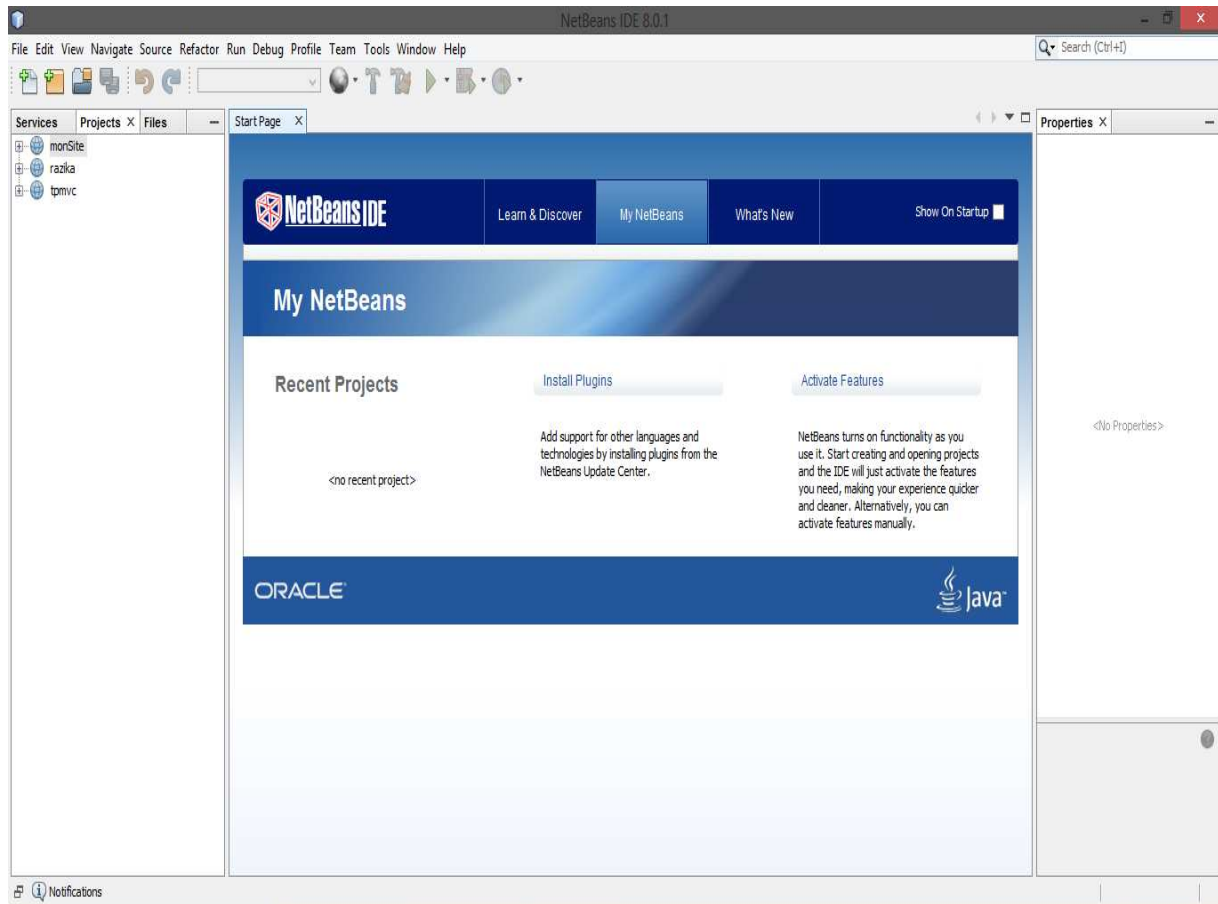 NetBeans IDE 8.0.1
File Edit View Navigate Source Refactor Run Debug Profile Team Tools Window Help
Search (Ctrl+I)
Services Projects X Files
monSite
razika
tpmvc
Start Page X
NetBeans IDE
Learn & Discover
My NetBeans
What's New
Show On Startup
My NetBeans
Recent Projects
<no recent project>
Install Plugins
Add support for other languages and
technologies by installing plugins from the
NetBeans Update Center.
Activate Features
NetBeans turns on functionality as you
use it. Start creating and opening projects
and the IDE will just activate the features
you need, making your experience quicker
and cleaner. Alternatively, you can
activate features manually.
ORACLE
Java
Properties X
<No Properties>
Notifications